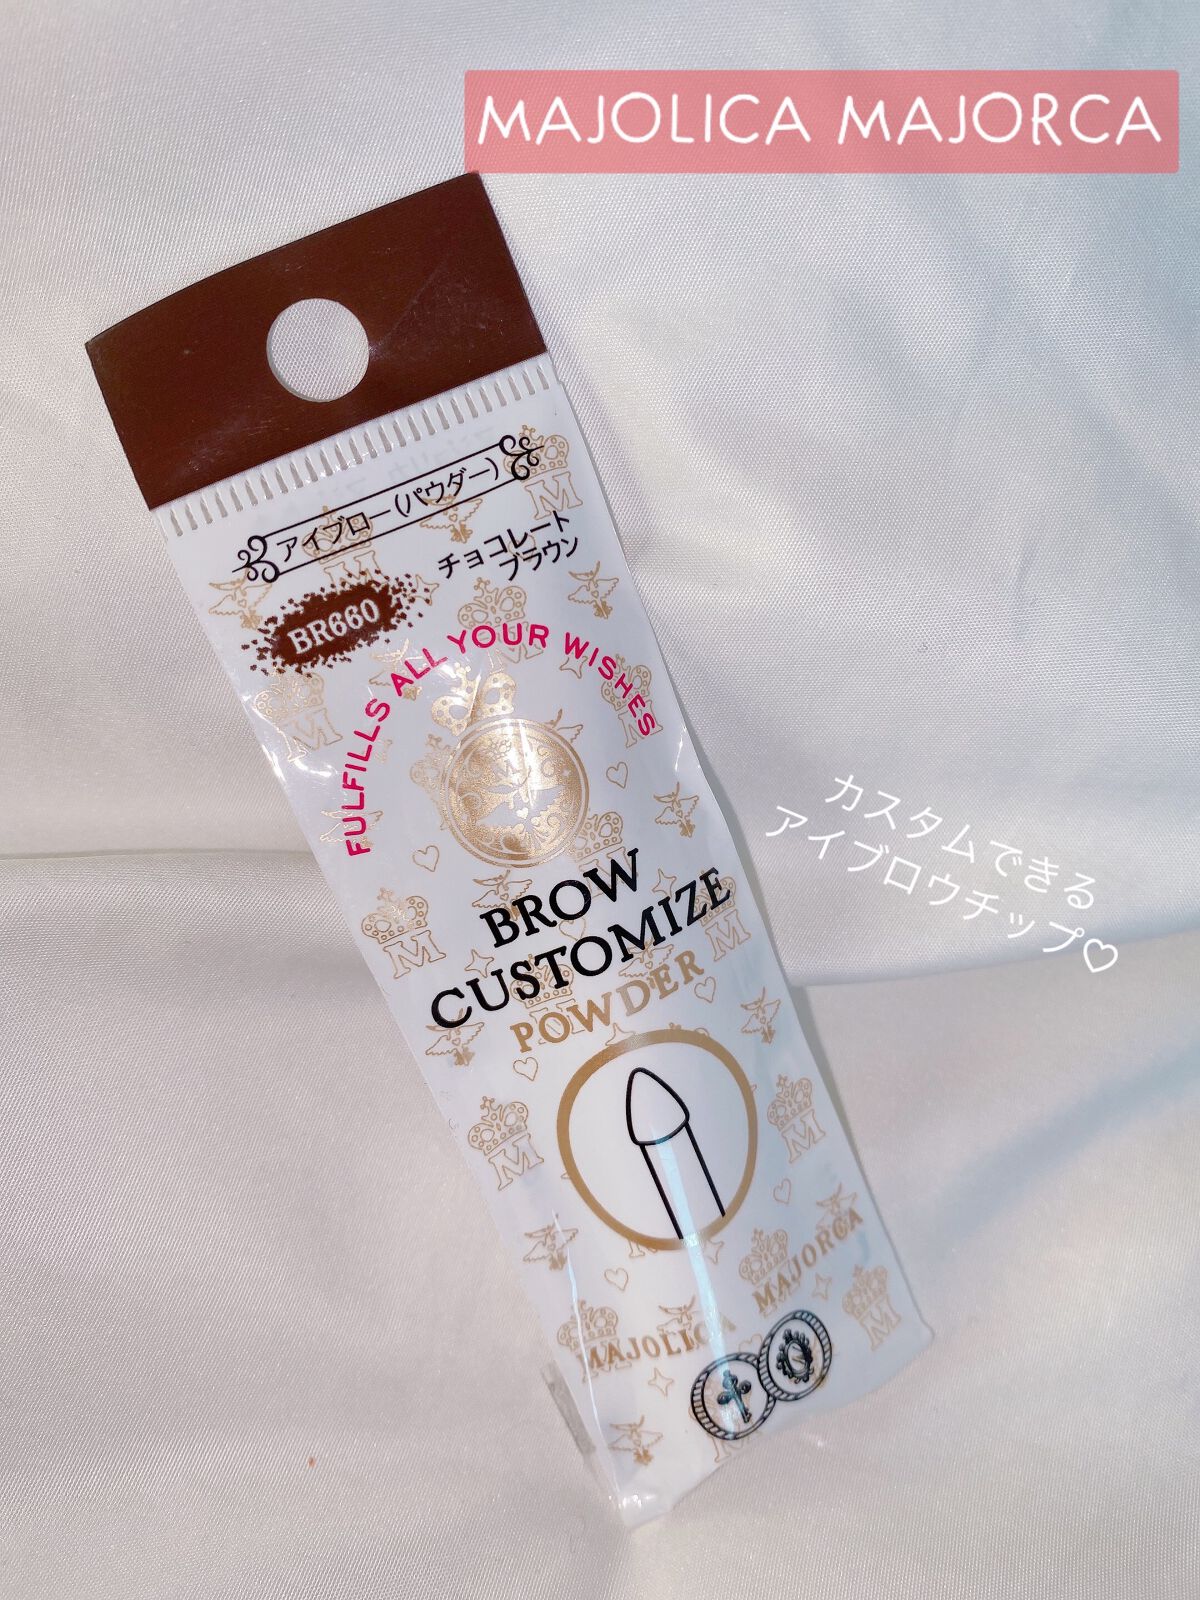 MAJOLICA MAJORCA
アイブロー(パウダー)
チョコレート
ブラウン
BR660
FULFILLS ALL YOUR WISHES
BROW
CUSTOMIZE
POWDER
カスタムできる
アイブロウチップ♡
MAJOLICA MAJORCA